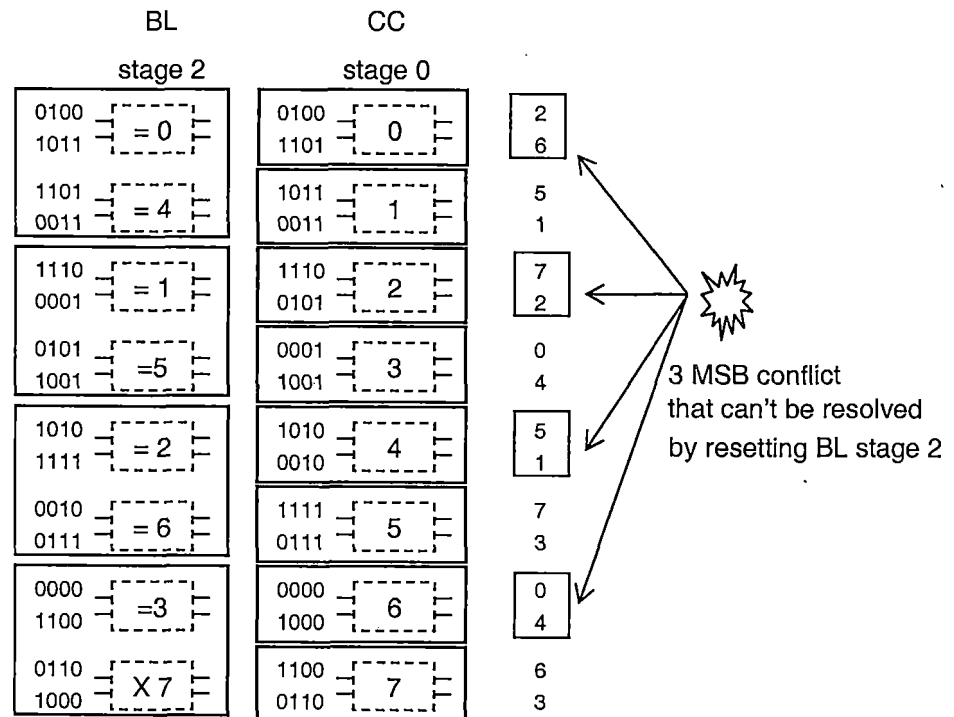 BL CC
stage 2 stage 0
0100 = 0 0100 0 2
1011 1101 6
1101 = 4 1011 1 5
0011 0011 1
1110 = 1 1110 2 7
0001 0101 2
0101 =5 0001 3 0
1001 1001 4
1010 = 2 1010 4 5
1111 0010 1
0010 = 6 1111 5 7
0111 0111 3
0000 =3 0000 6 0
1100 1000 4
0110 X 7 1100 7 6
1000 0110 3
3 MSB conflict
that can't be resolved
by resetting BL stage 2